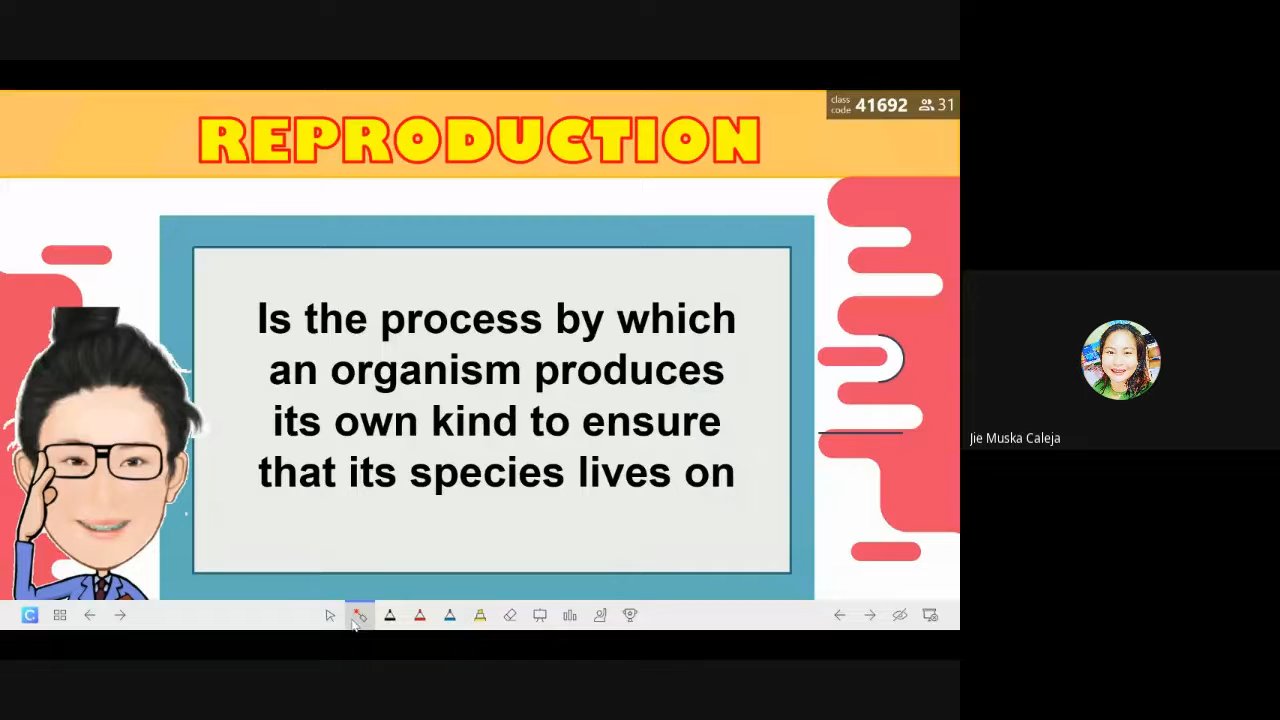 REPRODUCTION
class code 41692 31
Is the process by which
an organism produces
its own kind to ensure
that its species lives on
Jie Muska Caleja